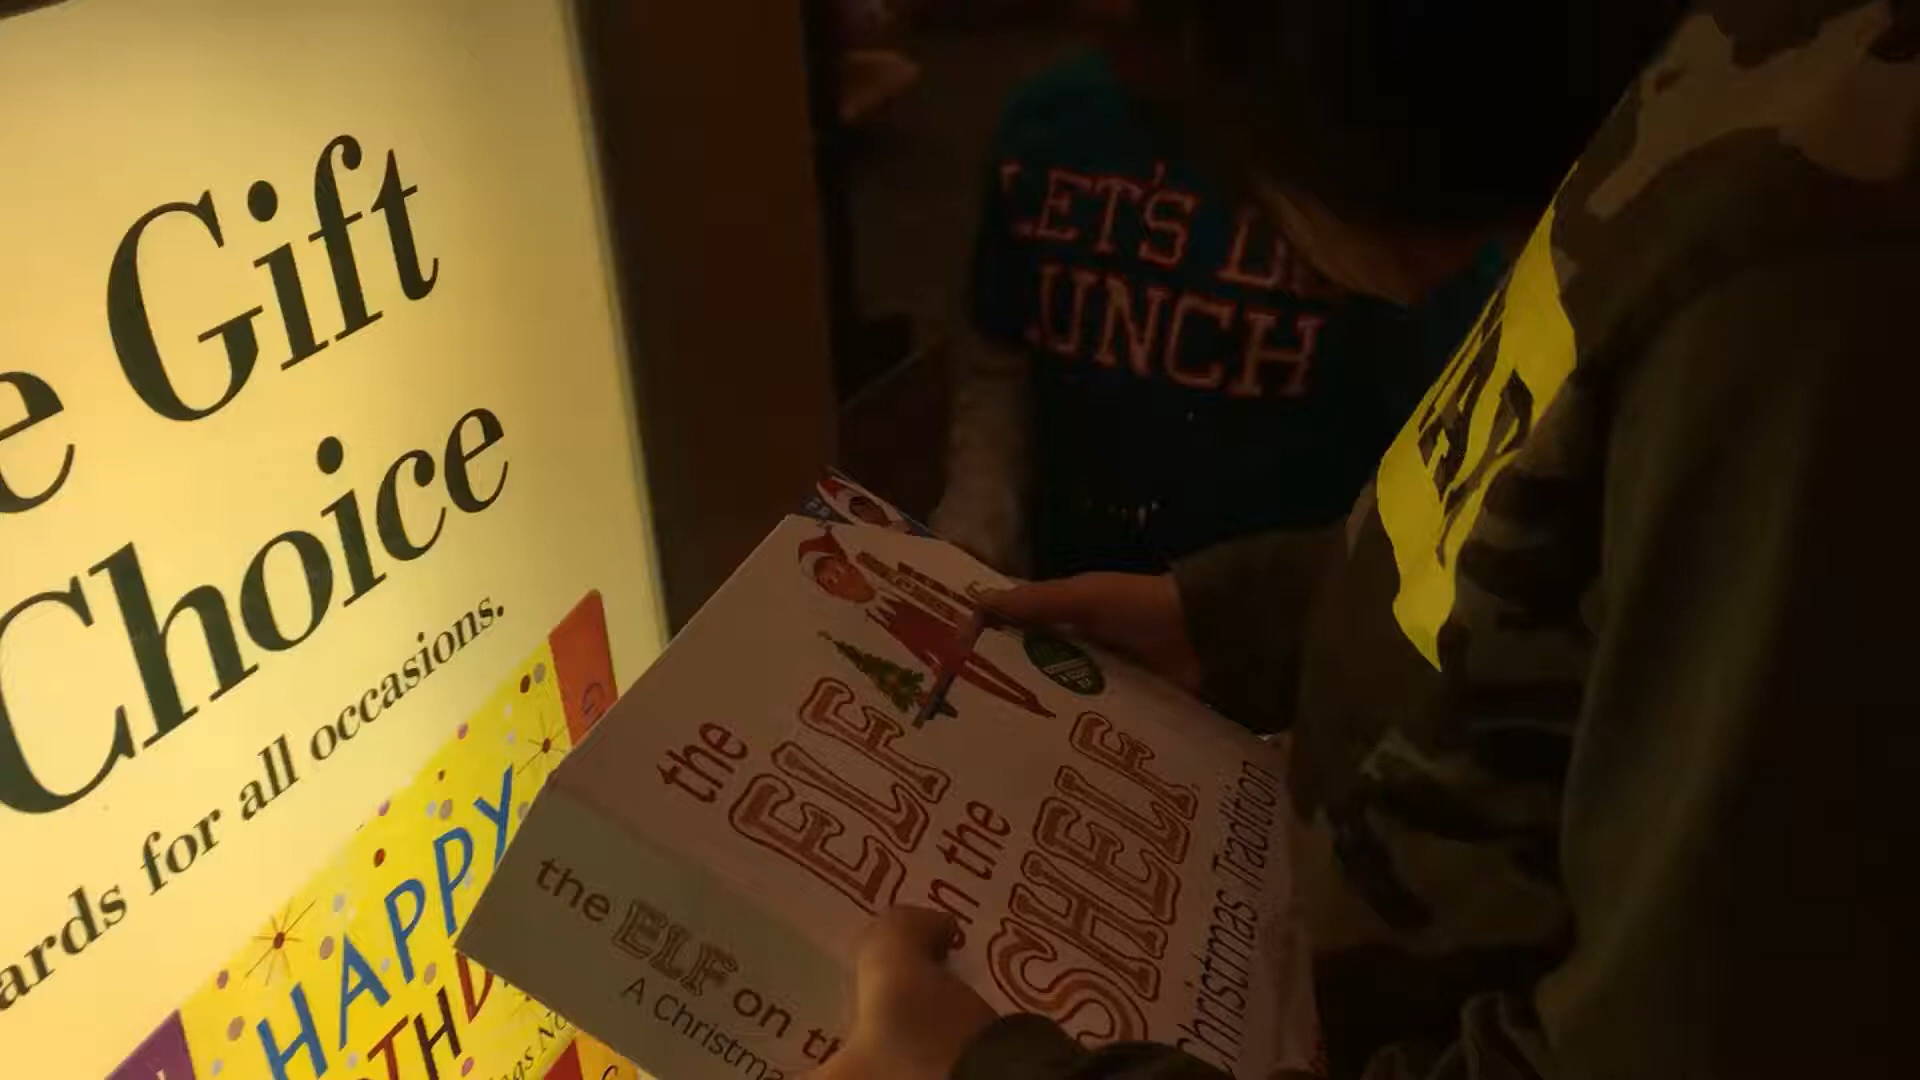 e Gift
Choice
ards for all occasions.
HAPPY
LET'S L
UNCH
the
ELF
on the
SHELF
Christmas Tradition
the ELF on th
A Christma